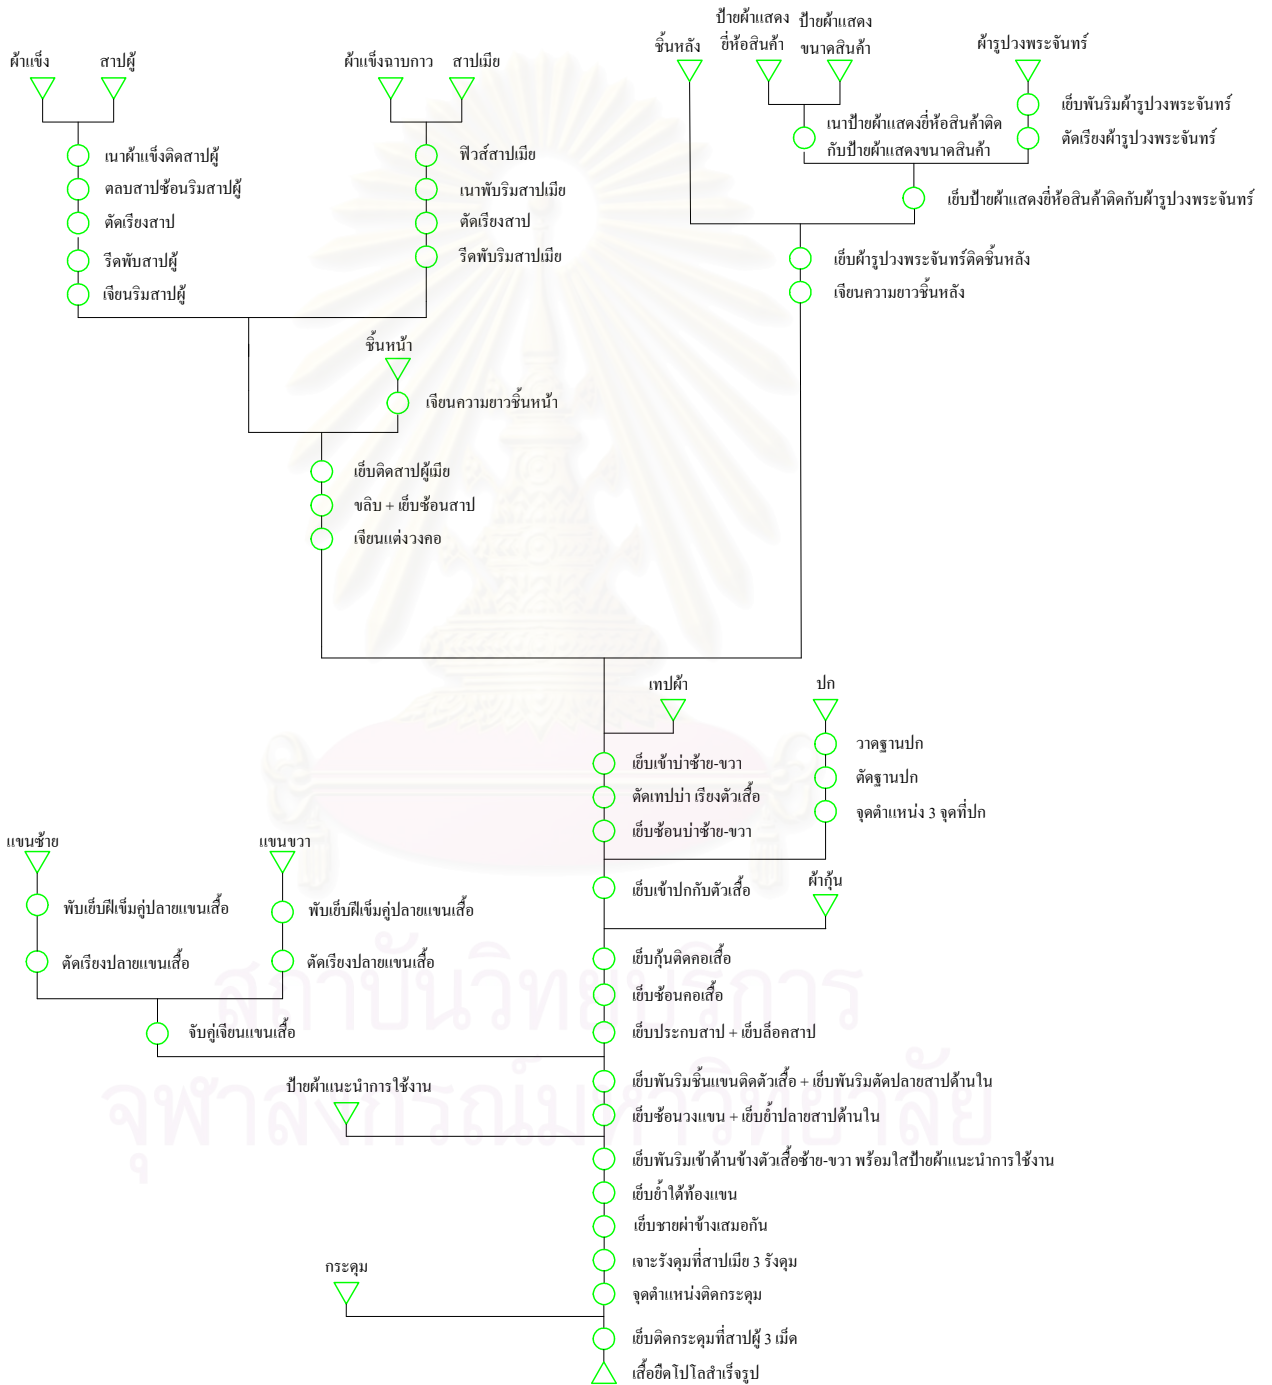 ผ้าแข็ง
สาปผู้
ผ้าแข็งฉาบกาว
สาปเมีย
ชิ้นหลัง
ป้ายผ้าแสดง
ยี่ห้อสินค้า
ป้ายผ้าแสดง
ขนาดสินค้า
ผ้ารูปวงพระจันทร์
เย็บพันริมผ้ารูปวงพระจันทร์
ตัดเรียงผ้ารูปวงพระจันทร์
เนาป้ายผ้าแสดงยี่ห้อสินค้าติด
กับป้ายผ้าแสดงขนาดสินค้า
เย็บป้ายผ้าแสดงยี่ห้อสินค้าติดกับผ้ารูปวงพระจันทร์
เนาผ้าแข็งติดสาปผู้
ตลบสาปซ้อนริมสาปผู้
ตัดเรียงสาป
รีดพับสาปผู้
เจียนริมสาปผู้
ฟิวส์สาปเมีย
เนาพับริมสาปเมีย
ตัดเรียงสาป
รีดพับริมสาปเมีย
เย็บผ้ารูปวงพระจันทร์ติดชิ้นหลัง
เจียนความยาวชิ้นหลัง
ชิ้นหน้า
เจียนความยาวชิ้นหน้า
เย็บติดสาปผู้เมีย
ขลิบ + เย็บซ้อนสาป
เจียนแต่งวงคอ
เทปผ้า
ปก
วาดฐานปก
ตัดฐานปก
จุดตำแหน่ง 3 จุดที่ปก
เย็บเข้าบ่าซ้าย-ขวา
ตัดเทปบ่า เรียงตัวเสื้อ
เย็บซ้อนบ่าซ้าย-ขวา
แขนซ้าย
แขนขวา
ผ้ากุ้น
เย็บเข้าปกกับตัวเสื้อ
พับเย็บฝีเข็มคู่ปลายแขนเสื้อ
พับเย็บฝีเข็มคู่ปลายแขนเสื้อ
ตัดเรียงปลายแขนเสื้อ
ตัดเรียงปลายแขนเสื้อ
เย็บกุ้นติดคอเสื้อ
เย็บซ้อนคอเสื้อ
จับคู่เจียนแขนเสื้อ
เย็บประกบสาป + เย็บล็อคสาป
เย็บพันริมชิ้นแขนติดตัวเสื้อ + เย็บพันริมตัดปลายสาปด้านใน
ป้ายผ้าแนะนำการใช้งาน
เย็บซ้อนวงแขน + เย็บย้ำปลายสาปด้านใน
เย็บพันริมเข้าด้านข้างตัวเสื้อซ้าย-ขวา พร้อมใสป้ายผ้าแนะนำการใช้งาน
เย็บย้ำใต้ท้องแขน
เย็บชายผ่าข้างเสมอกัน
เจาะรังดุมที่สาปเมีย 3 รังดุม
กระดุม
จุดตำแหน่งติดกระดุม
เย็บติดกระดุมที่สาปผู้ 3 เม็ด
เสื้อยืดโปโลสำเร็จรูป
สถาบันวิทยบริการ
จุฬาลงกรณ์มหาวิทยาลัย